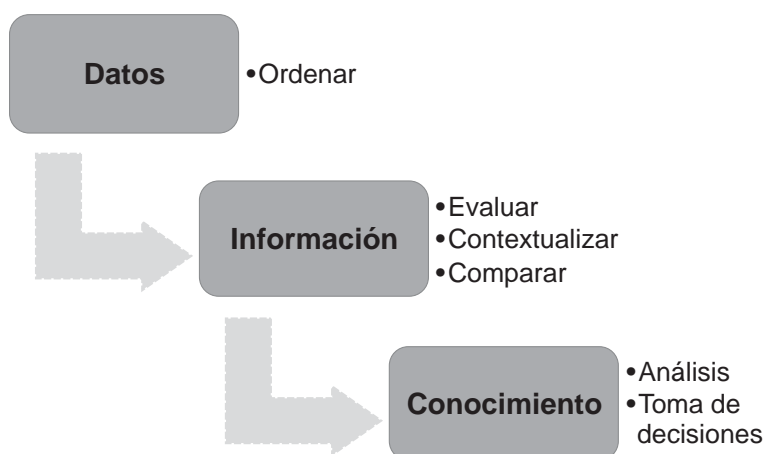 Datos
•Ordenar
Información
•Evaluar
•Contextualizar
•Comparar
Conocimiento
•Análisis
•Toma de
decisiones